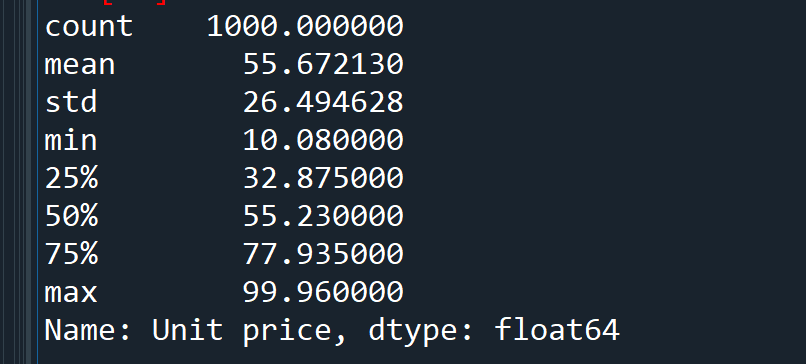 count    1000.000000
mean       55.672130
std        26.494628
min        10.080000
25%        32.875000
50%        55.230000
75%        77.935000
max        99.960000
Name: Unit price, dtype: float64